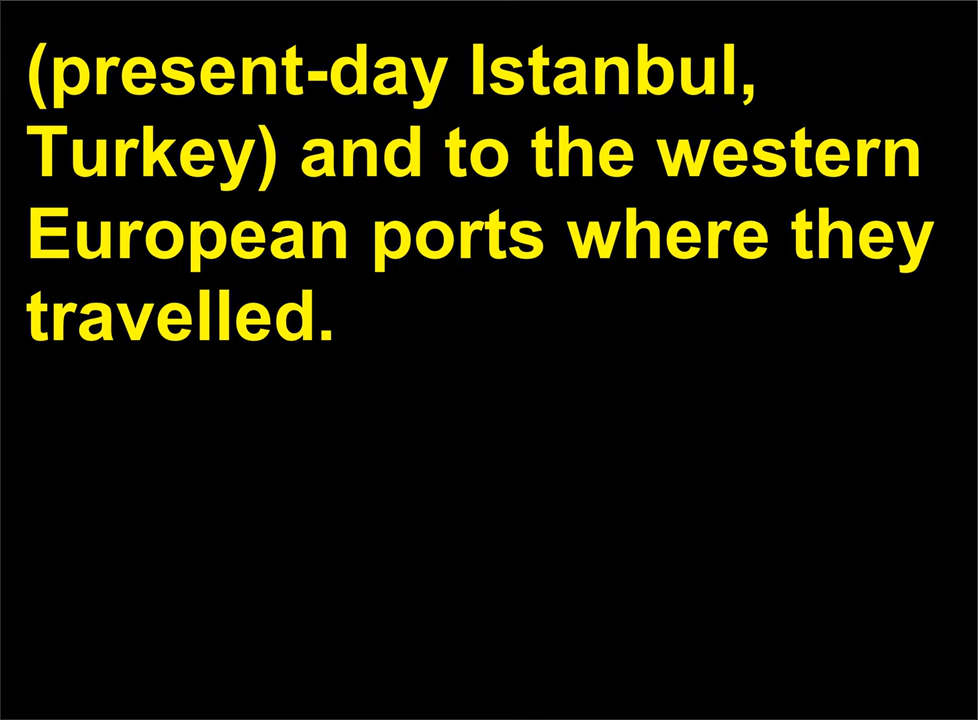 (present-day Istanbul,
Turkey) and to the western
European ports where they
travelled.